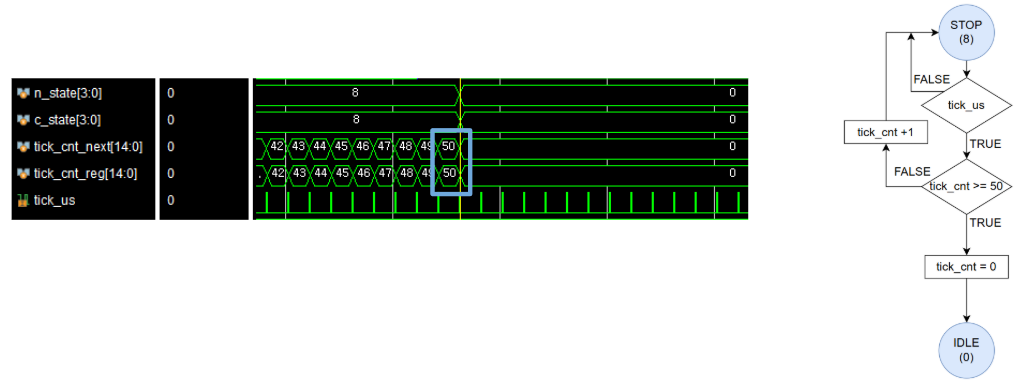 n_state[3:0] 0 8 0
c_state[3:0] 0 8 0
tick_cnt_next[14:0] 0 42 43 44 45 46 47 48 49 50 0
tick_cnt_reg[14:0] 0 . 42 43 44 45 46 47 48 49 50 0
tick_us 0
STOP
(8)
FALSE
tick_us
tick_cnt +1
TRUE
FALSE
tick_cnt >= 50
TRUE
tick_cnt = 0
IDLE
(0)